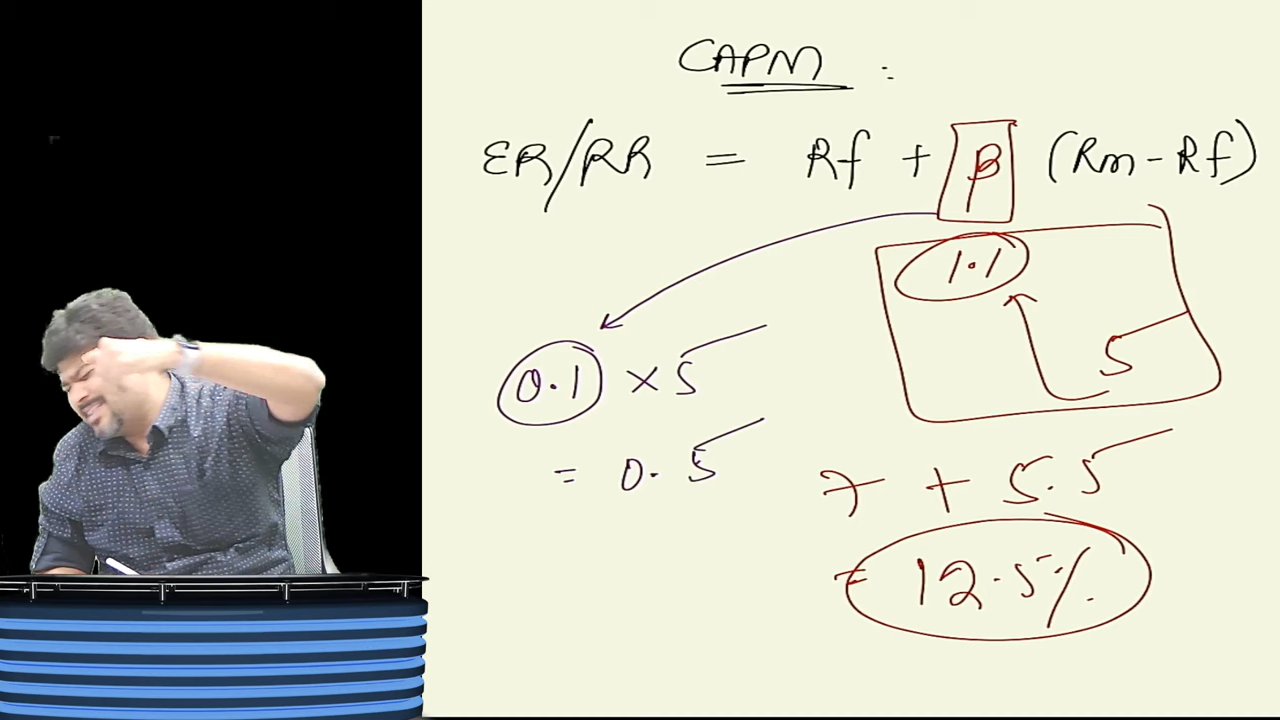 CAPM :
ER/RR = Rf + β (Rm - Rf)
1.1
5
0.1 × 5
= 0.5
7 + 5.5
= 12.5%